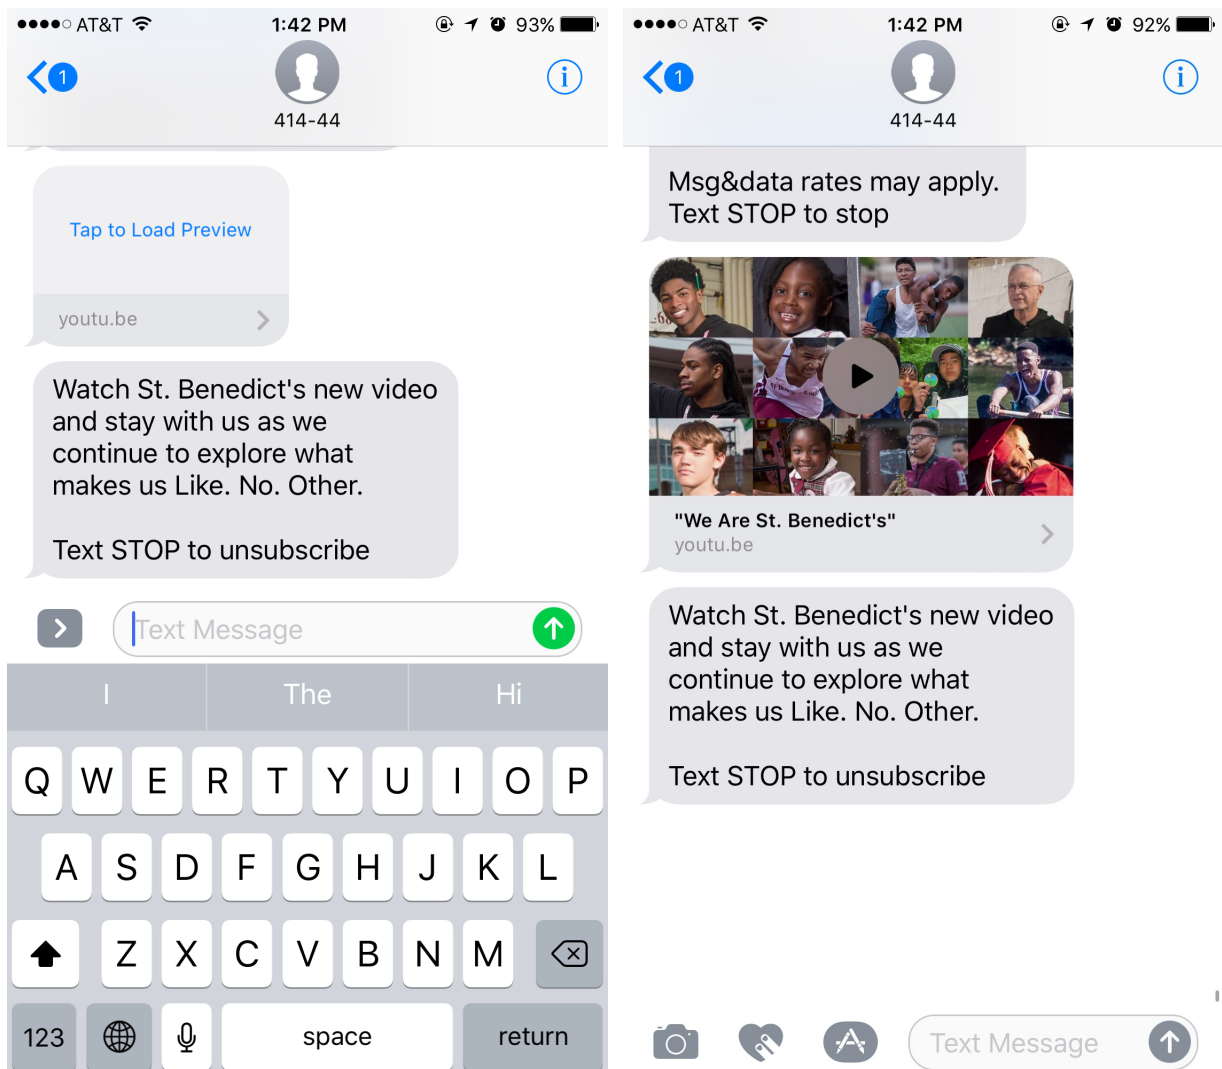 AT&T
1:42 PM
93%
1
414-44
Tap to Load Preview
youtu.be
Watch St. Benedict's new video
and stay with us as we
continue to explore what
makes us Like. No. Other.
Text STOP to unsubscribe
Text Message
I The Hi
Q W E R T Y U I O P
A S D F G H J K L
Z X C V B N M
123 space return
AT&T
1:42 PM
92%
1
414-44
Msg&data rates may apply.
Text STOP to stop
"We Are St. Benedict's"
youtu.be
Watch St. Benedict's new video
and stay with us as we
continue to explore what
makes us Like. No. Other.
Text STOP to unsubscribe
Text Message